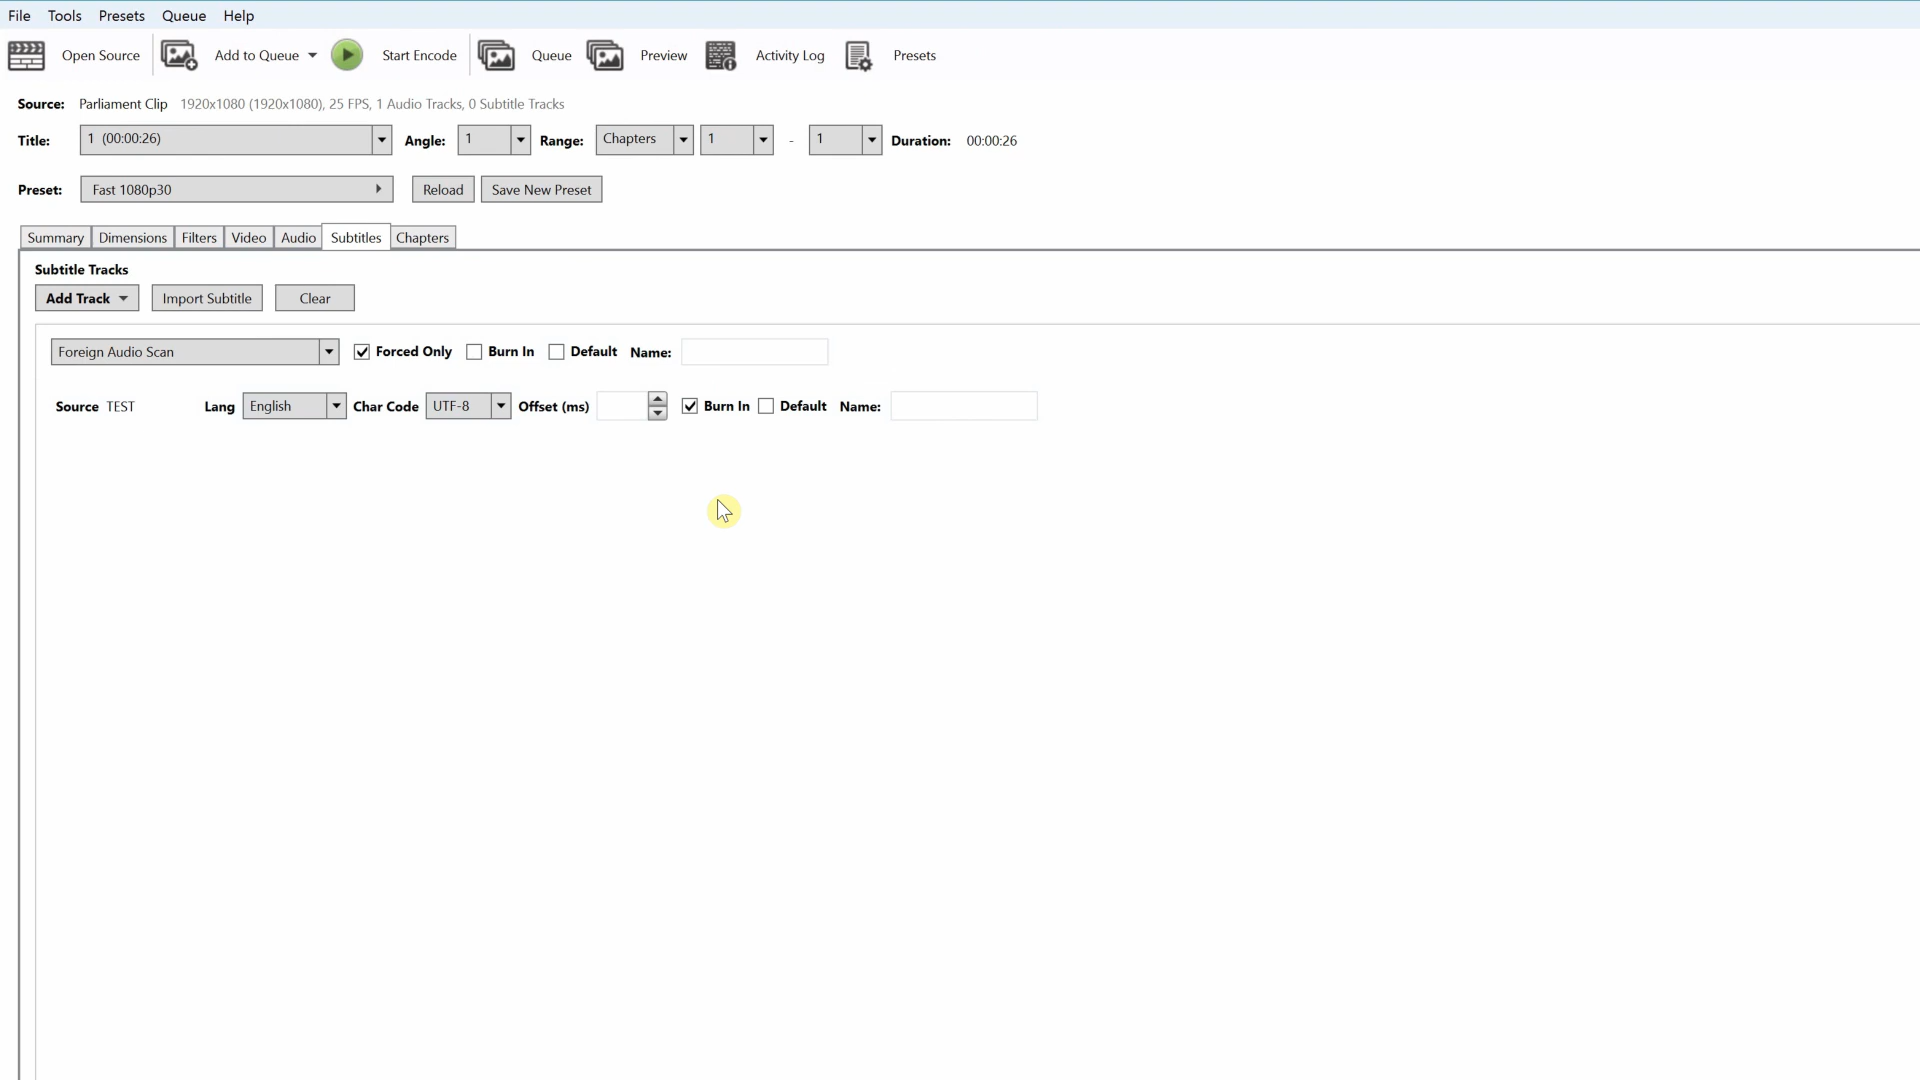 File Tools Presets Queue Help
Open Source Add to Queue Start Encode Queue Preview Activity Log Presets
Source: Parliament Clip 1920x1080 (1920x1080), 25 FPS, 1 Audio Tracks, 0 Subtitle Tracks
Title: 1 (00:00:26) Angle: 1 Range: Chapters 1 - 1 Duration: 00:00:26
Preset: Fast 1080p30 Reload Save New Preset
Summary Dimensions Filters Video Audio Subtitles Chapters
Subtitle Tracks
Add Track Import Subtitle Clear
Foreign Audio Scan Forced Only Burn In Default Name:
Source TEST Lang English Char Code UTF-8 Offset (ms) Burn In Default Name: